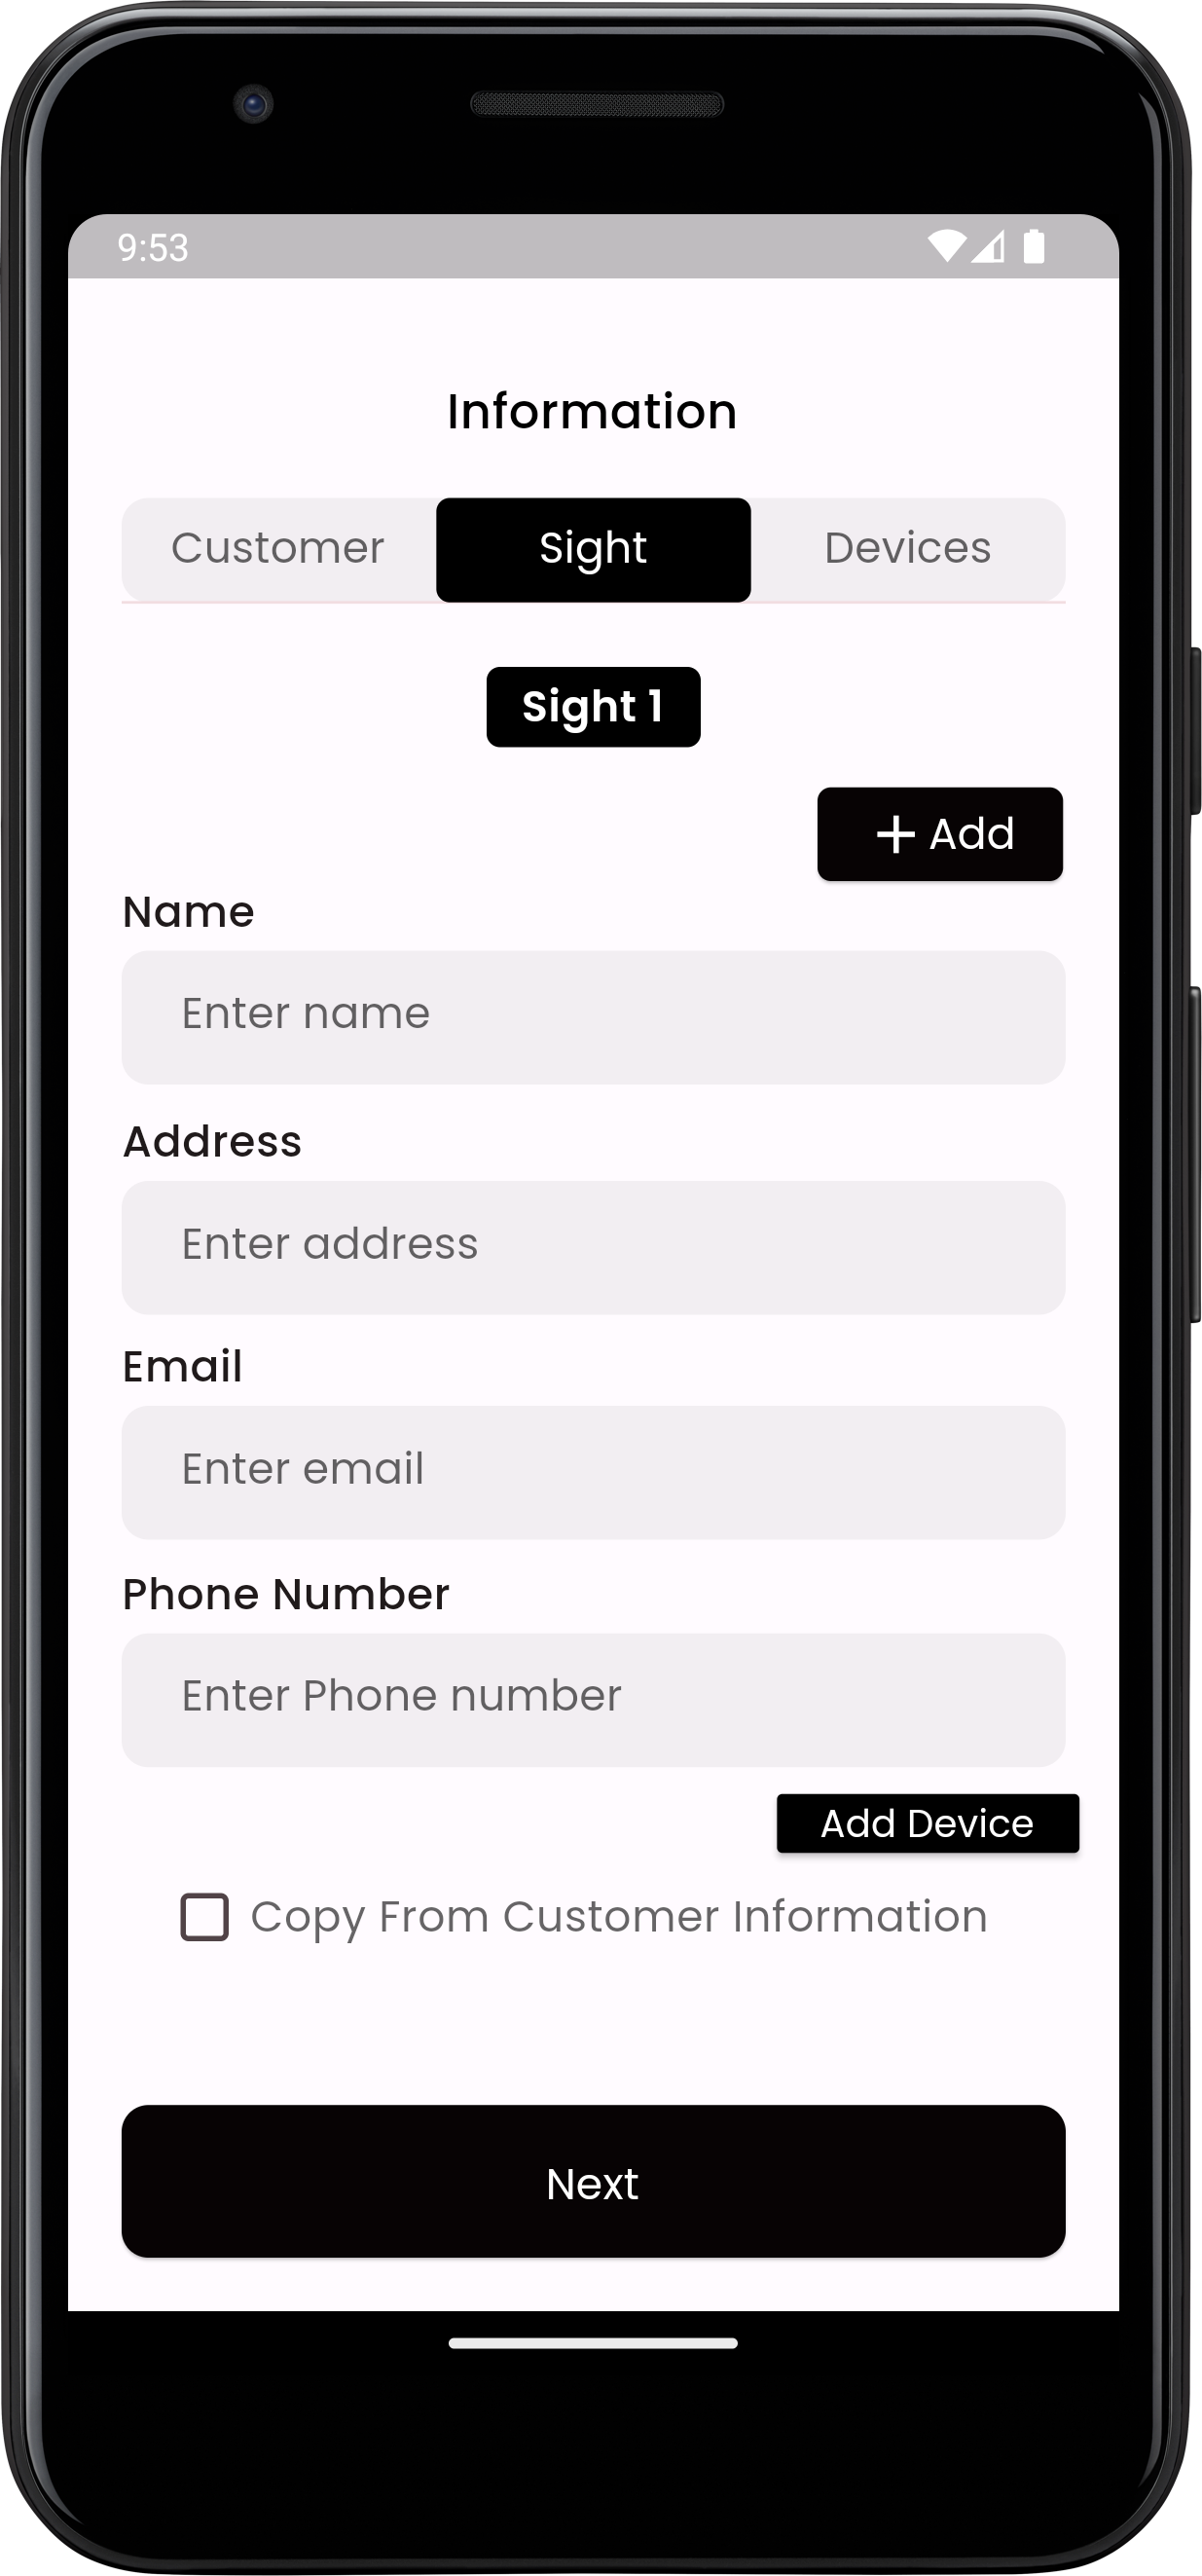 9:53
Information
Customer Sight Devices
Sight 1
+ Add
Name
Enter name
Address
Enter address
Email
Enter email
Phone Number
Enter Phone number
Add Device
Copy From Customer Information
Next